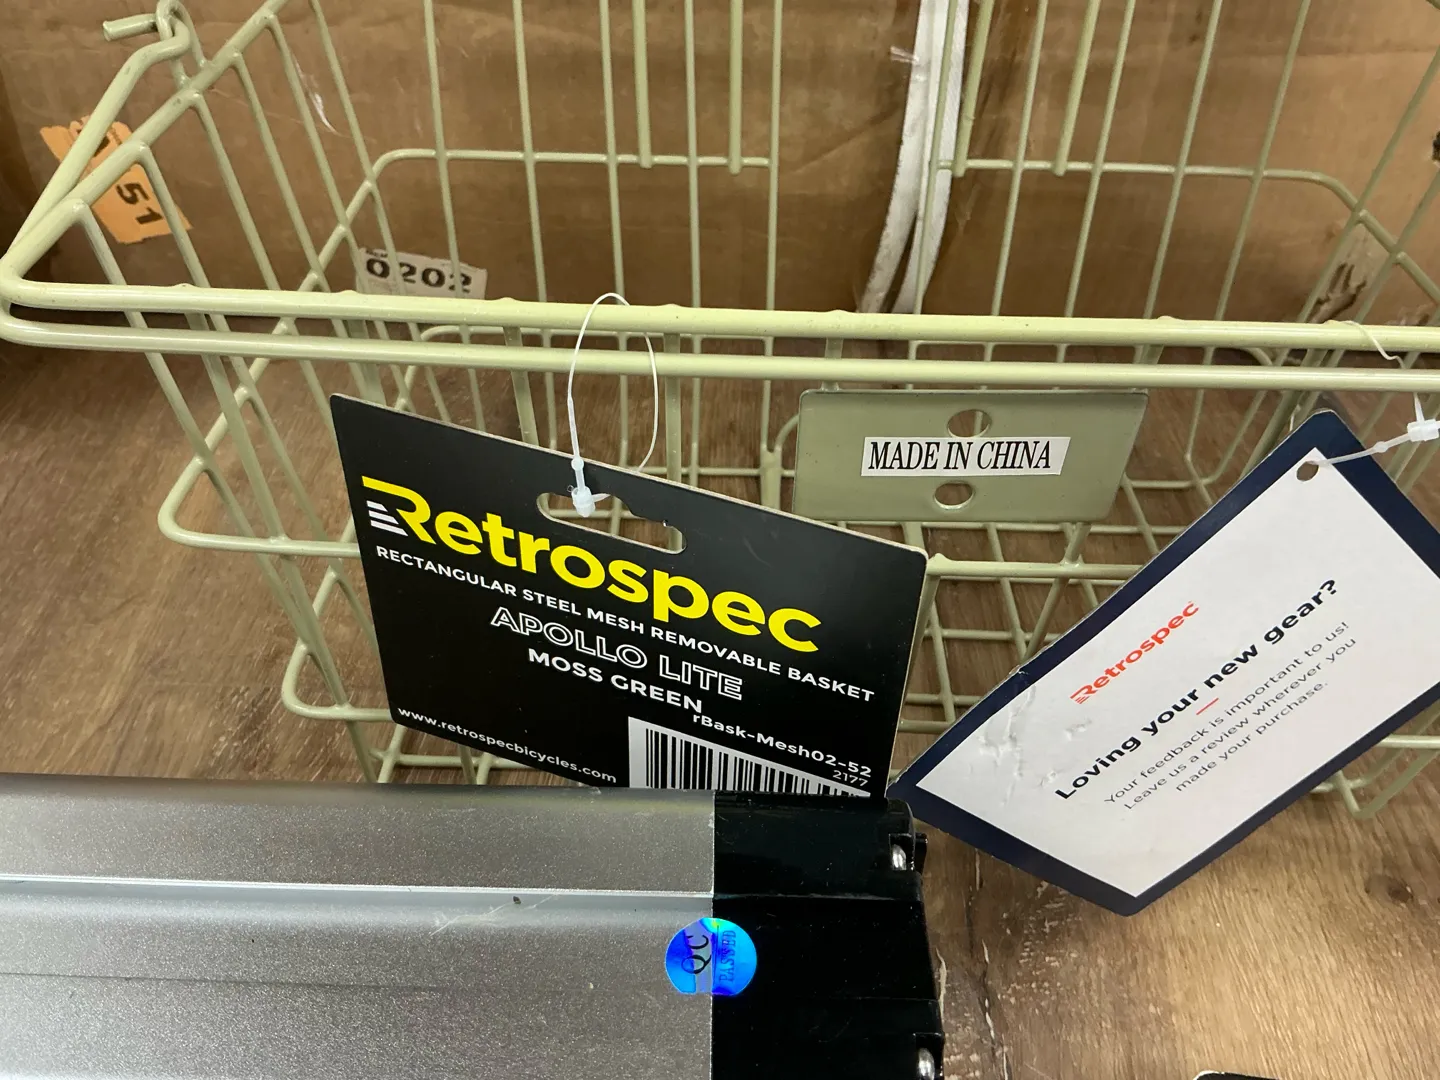 51
0202
MADE IN CHINA
Retrospec
RECTANGULAR STEEL MESH REMOVABLE BASKET
APOLLO LITE
MOSS GREEN
rBask-Mesh02-52
2177
www.retrospecbicycles.com
Retrospec
Loving your new gear?
Your feedback is important to us!
Leave us a review wherever you
made your purchase.
QC
PASSED